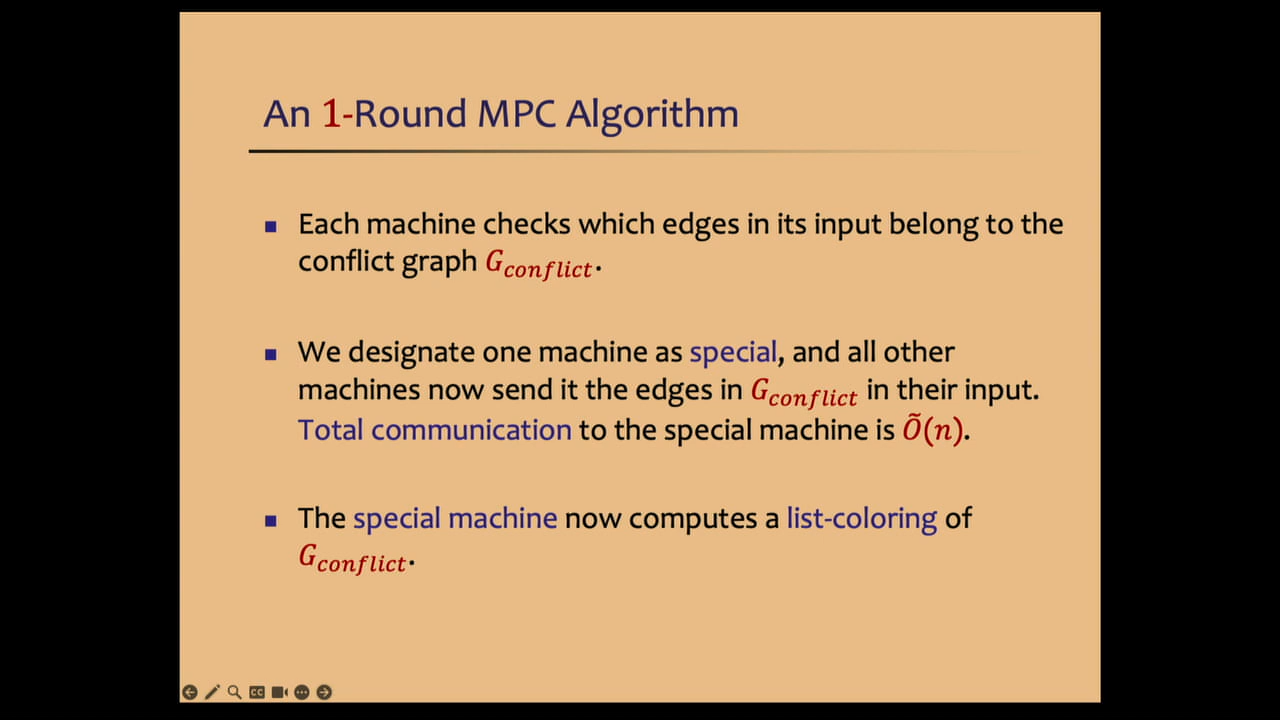 An 1-Round MPC Algorithm
Each machine checks which edges in its input belong to the
conflict graph G_conflict.
We designate one machine as special, and all other
machines now send it the edges in G_conflict in their input.
Total communication to the special machine is Õ(n).
The special machine now computes a list-coloring of
G_conflict.
CC